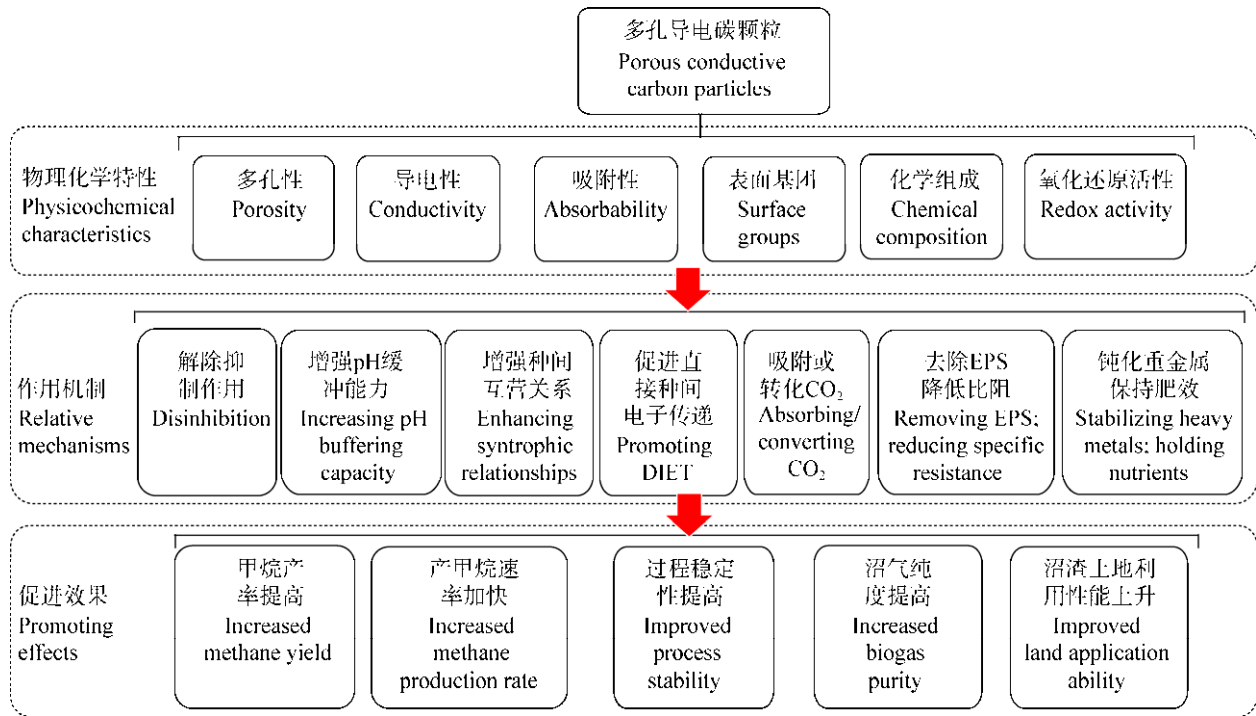 多孔导电碳颗粒
Porous conductive
carbon particles
物理化学特性
Physicochemical
characteristics
多孔性
Porosity
导电性
Conductivity
吸附性
Absorbability
表面基团
Surface
groups
化学组成
Chemical
composition
氧化还原活性
Redox activity
作用机制
Relative
mechanisms
解除抑
制作用
Disinhibition
增强pH缓
冲能力
Increasing pH
buffering
capacity
增强种间
互营关系
Enhancing
syntrophic
relationships
促进直
接种间
电子传递
Promoting
DIET
吸附或
转化CO₂
Absorbing/
converting
CO₂
去除EPS
降低比阻
Removing EPS;
reducing specific
resistance
钝化重金属
保持肥效
Stabilizing heavy
metals; holding
nutrients
促进效果
Promoting
effects
甲烷产
率提高
Increased
methane yield
产甲烷速
率加快
Increased
methane
production rate
过程稳定
性提高
Improved
process
stability
沼气纯
度提高
Increased
biogas
purity
沼渣土地利
用性能上升
Improved
land application
ability